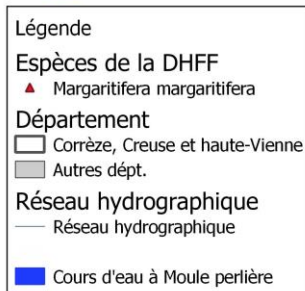 Légende
Espèces de la DHFF
Margaritifera margaritifera
Département
Corrèze, Creuse et haute-Vienne
Autres dépt.
Réseau hydrographique
Réseau hydrographique
Cours d'eau à Moule perlière